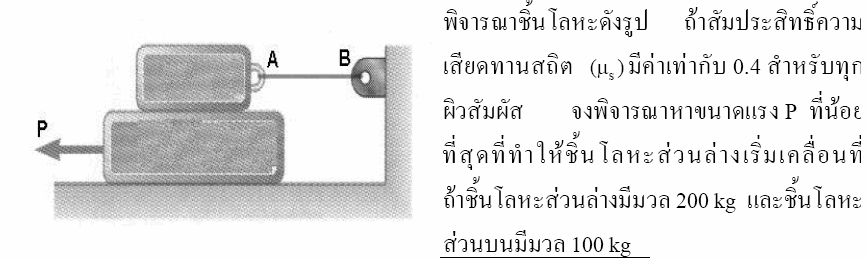 พิจารณาชิ้นโลหะดังรูป ถ้าสัมประสิทธิ์ความ
เสียดทานสถิต (μs) มีค่าเท่ากับ 0.4 สำหรับทุก
ผิวสัมผัส จงพิจารณาหาขนาดแรง P ที่น้อย
ที่สุดที่ทำให้ชิ้นโลหะส่วนล่างเริ่มเคลื่อนที่
ถ้าชิ้นโลหะส่วนล่างมีมวล 200 kg และชิ้นโลหะ
ส่วนบนมีมวล 100 kg
A
B
P